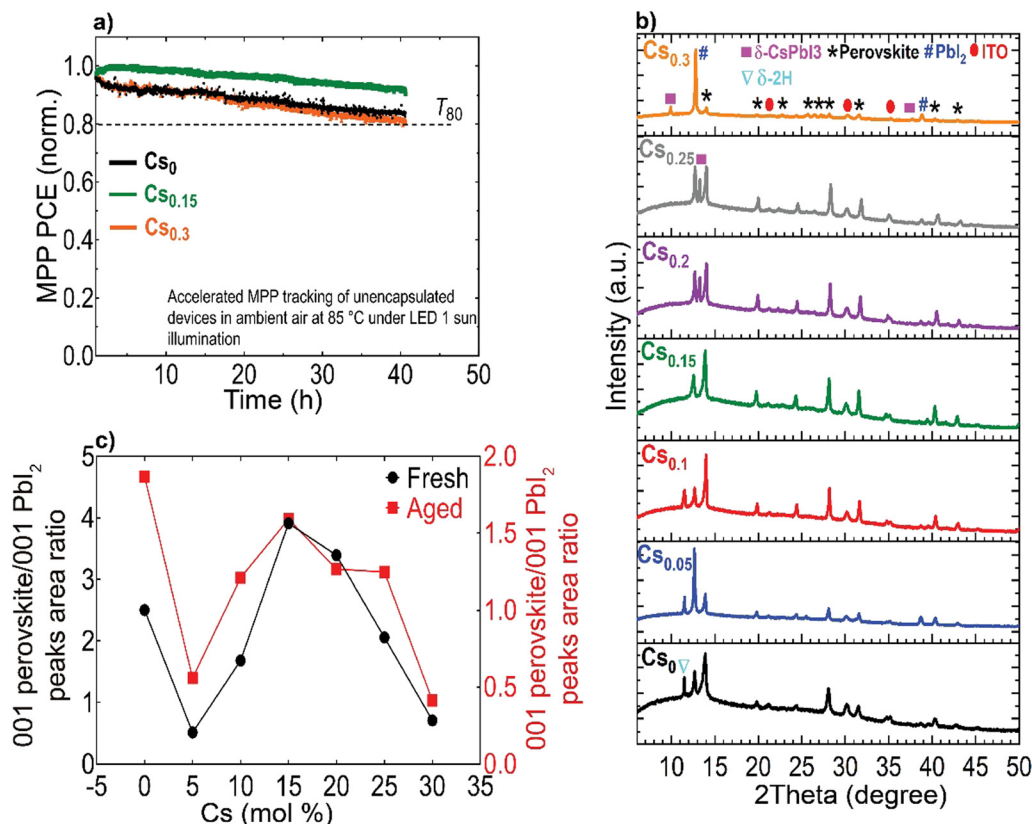 a)
MPP PCE (norm.)
1.0
1.0
0.8
0.6
0.4
0.2
0.0
T80
Cs0
Cs0.15
Cs0.3
Accelerated MPP tracking of unencapsulated
devices in ambient air at 85 °C under LED 1 sun
illumination
0 10 20 30 40 50
Time (h)
b)
Intensity (a.u.)
Cs0.3
# ■ δ-CsPbI3 *Perovskite #PbI2 ITO
▽ δ-2H
■ * * * * * * * * ■ # * *
Cs0.25
■
Cs0.2
Cs0.15
Cs0.1
Cs0.05
Cs0
▽
10 15 20 25 30 35 40 45 50
2Theta (degree)
c)
001 perovskite/001 PbI2
peaks area ratio
5
4
3
2
1
0
Fresh
Aged
2.0
1.5
1.0
0.5
0.0
001 perovskite/001 PbI2
peaks area ratio
-5 0 5 10 15 20 25 30 35
Cs (mol %)